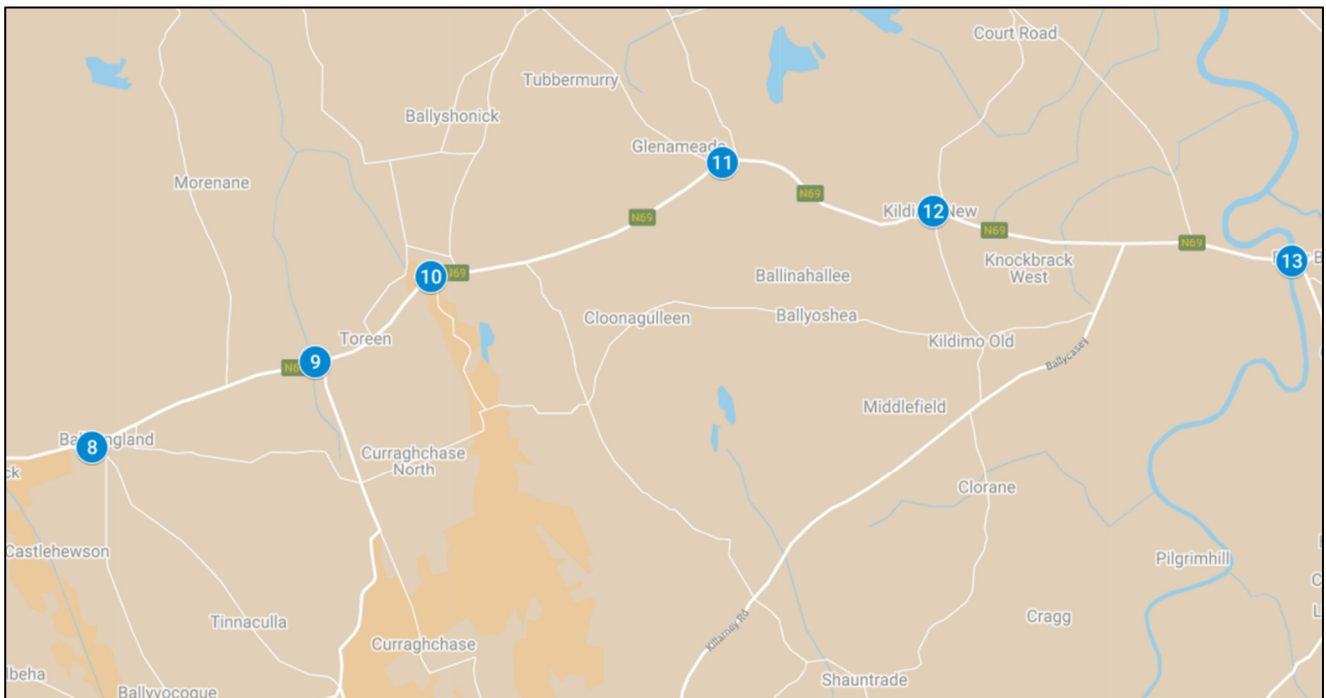 Court Road
Tubbermurry
Ballyshonick
Glenameade
11
Morenane
N69
N69
Kildimo New
12
N69
N69
Knockbrack
West
13
10
N69
Ballinahallee
Cloonagulleen
Ballyoshea
Toreen
Kildimo Old
9
Ballycasey
Middlefield
8
Curraghchase
North
Clorane
Castlehewson
Pilgrimhill
Tinnaculla
Cragg
Killarney Rd
Curraghchase
Shauntrade
Ballyvocogue